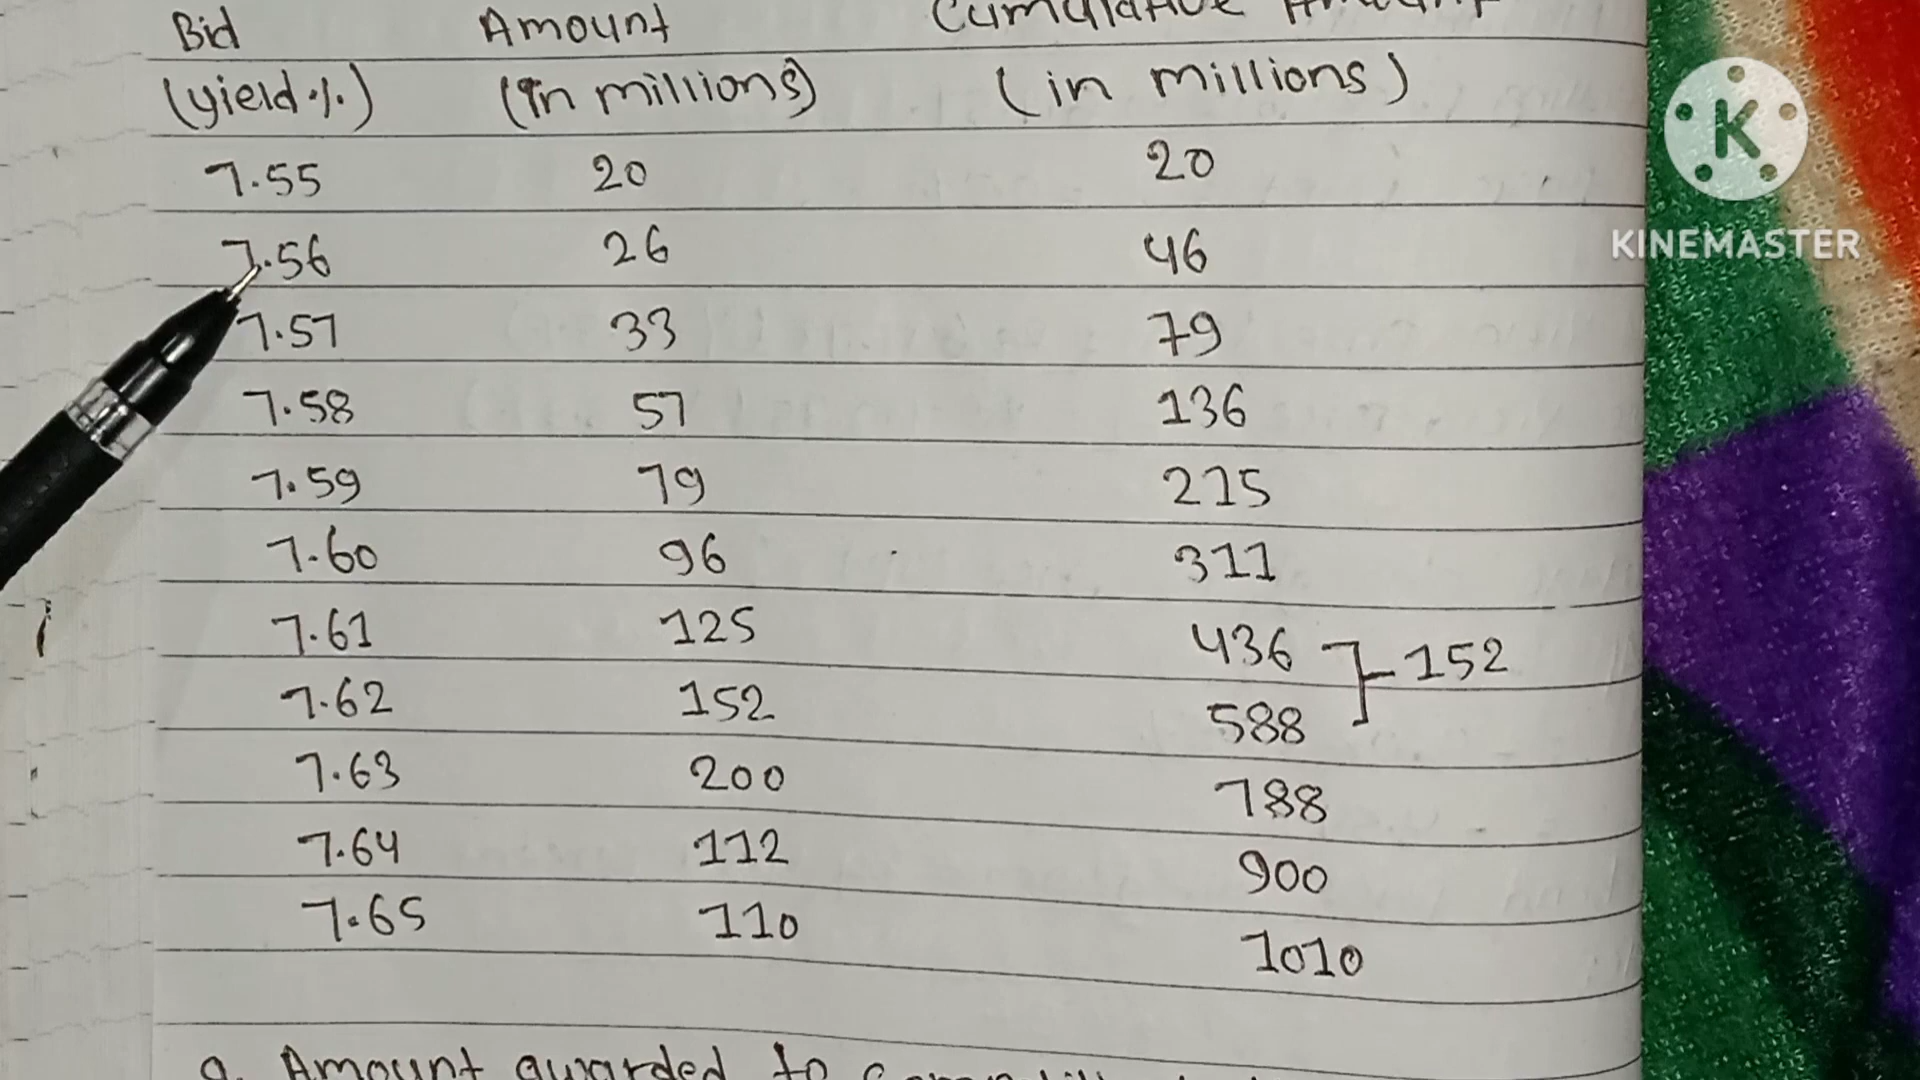 Bid Amount Cumulative Amount
(yield%) (in millions) (in millions)
7.55 20 20
7.56 26 46
7.57 33 79
7.58 57 136
7.59 79 215
7.60 96 311
7.61 125 436
7.62 152 588 152
7.63 200 788
7.64 112 900
7.65 110 1010
a. Amount awarded to
K
KINEMASTER